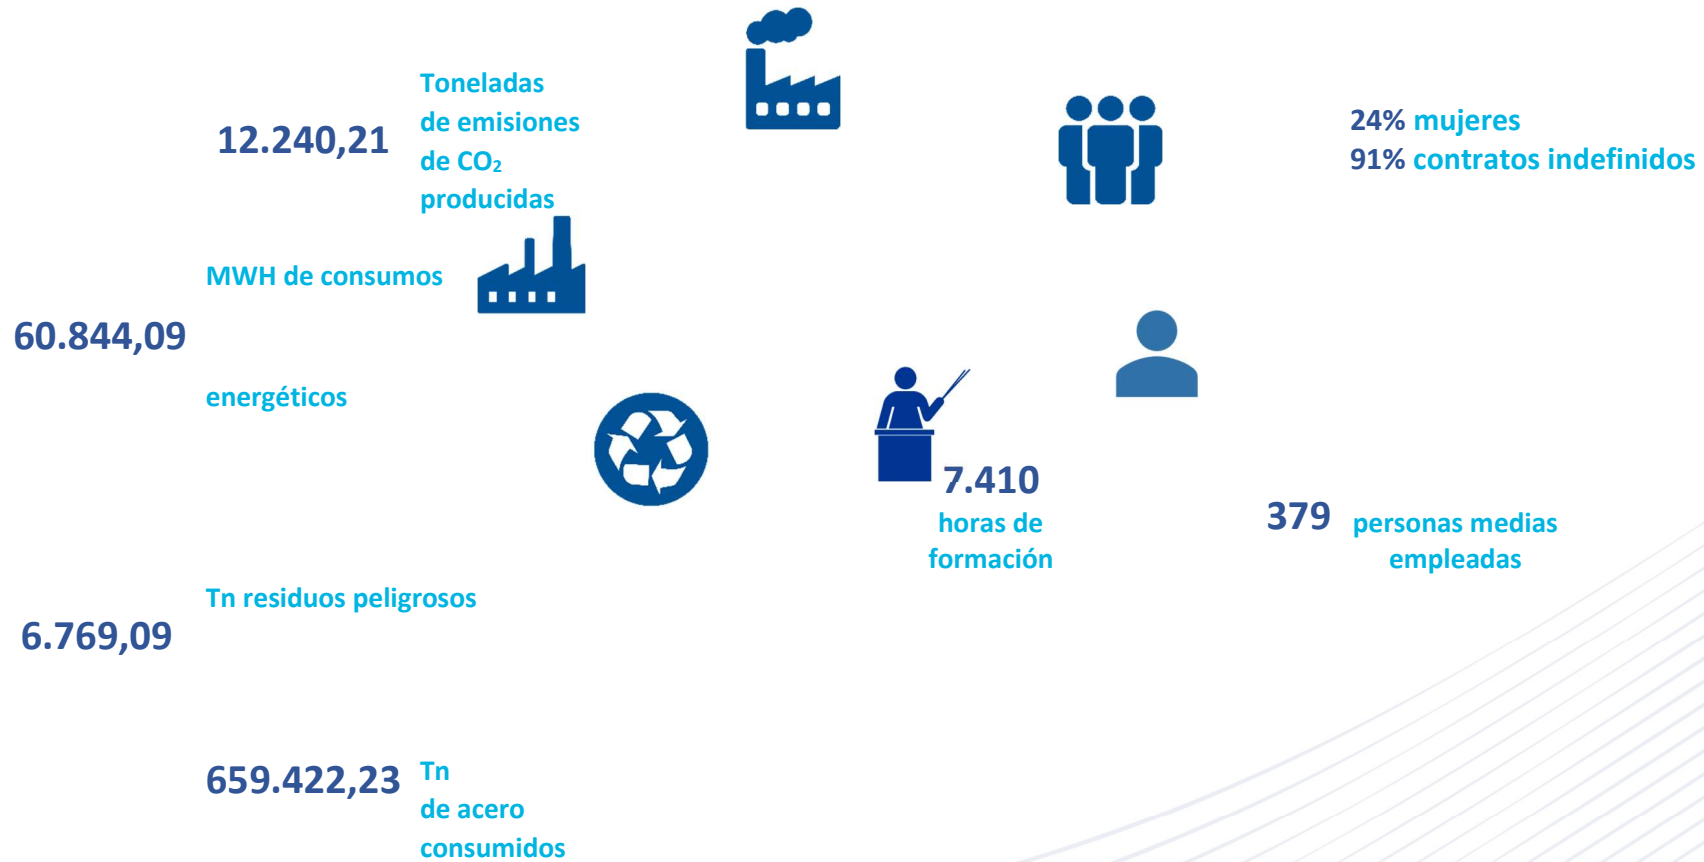 12.240,21
Toneladas
de emisiones
de CO₂
producidas
24% mujeres
91% contratos indefinidos
60.844,09
MWH de consumos
energéticos
7.410
horas de
formación
379 personas medias
empleadas
6.769,09
Tn residuos peligrosos
659.422,23
Tn
de acero
consumidos